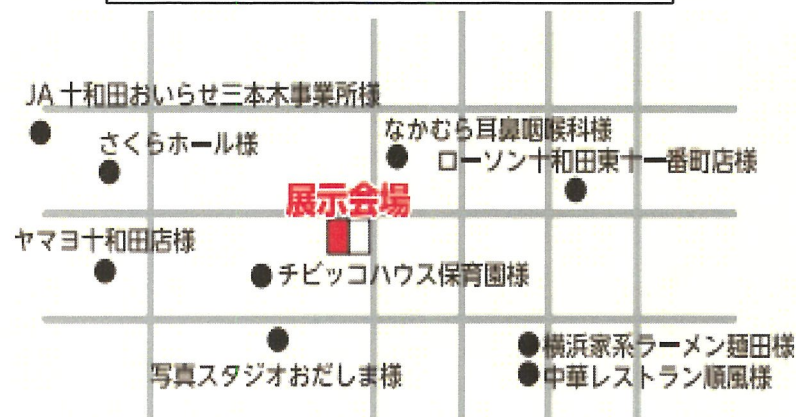 JA十和田おいらせ三本木事業所様
さくらホール様
なかむら耳鼻咽喉科様
ローソン十和田東十一番町店様
展示会場
ヤマヨ十和田店様
チビッコハウス保育園様
横浜家系ラーメン麺田様
写真スタジオおだしま様
中華レストラン順風様